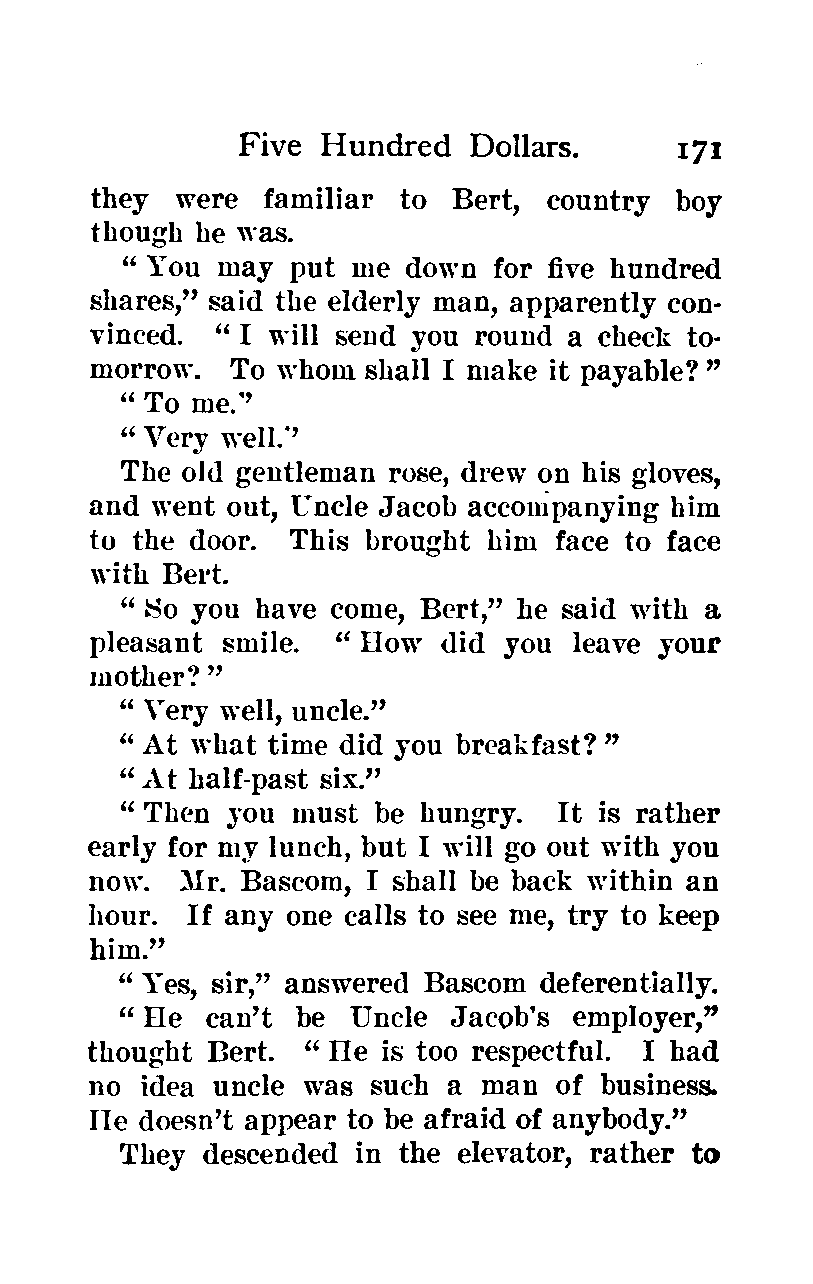 Five Hundred Dollars. 171
they were familiar to Bert, country boy
though he was.
“ You may put me down for five hundred
shares,” said the elderly man, apparently con-
vinced. “ I will send you round a check to-
morrow. To whom shall I make it payable? ”
“ To me.”
“ Very well.”
The old gentleman rose, drew on his gloves,
and went out, Uncle Jacob accompanying him
to the door. This brought him face to face
with Bert.
“ So you have come, Bert,” he said with a
pleasant smile. “ How did you leave your
mother? ”
“ Very well, uncle.”
“ At what time did you breakfast? ”
“ At half-past six.”
“ Then you must be hungry. It is rather
early for my lunch, but I will go out with you
now. Mr. Bascom, I shall be back within an
hour. If any one calls to see me, try to keep
him.”
“ Yes, sir,” answered Bascom deferentially.
“ He can’t be Uncle Jacob’s employer,”
thought Bert. “ He is too respectful. I had
no idea uncle was such a man of business.
He doesn’t appear to be afraid of anybody.”
They descended in the elevator, rather to